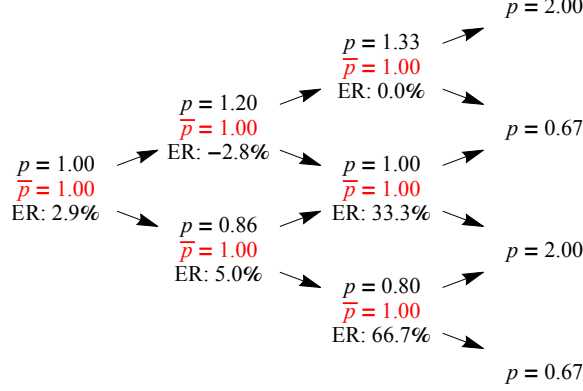 p = 1.00
p̅ = 1.00
ER: 2.9%
p = 1.20
p̅ = 1.00
ER: −2.8%
p = 0.86
p̅ = 1.00
ER: 5.0%
p = 1.33
p̅ = 1.00
ER: 0.0%
p = 1.00
p̅ = 1.00
ER: 33.3%
p = 0.80
p̅ = 1.00
ER: 66.7%
p = 2.00
p = 0.67
p = 2.00
p = 0.67